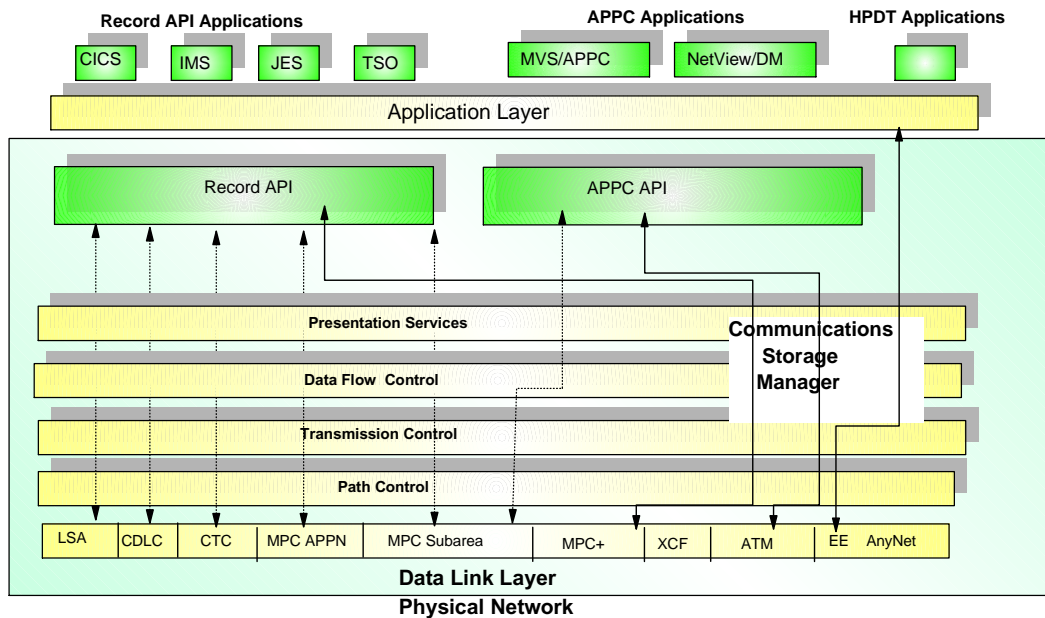 Record API Applications
APPC Applications
HPDT Applications
CICS
IMS
JES
TSO
MVS/APPC
NetView/DM
Application Layer
Record API
APPC API
Presentation Services
Communications
Storage
Manager
Data Flow Control
Transmission Control
Path Control
LSA
CDLC
CTC
MPC APPN
MPC Subarea
MPC+
XCF
ATM
EE
AnyNet
Data Link Layer
Physical Network